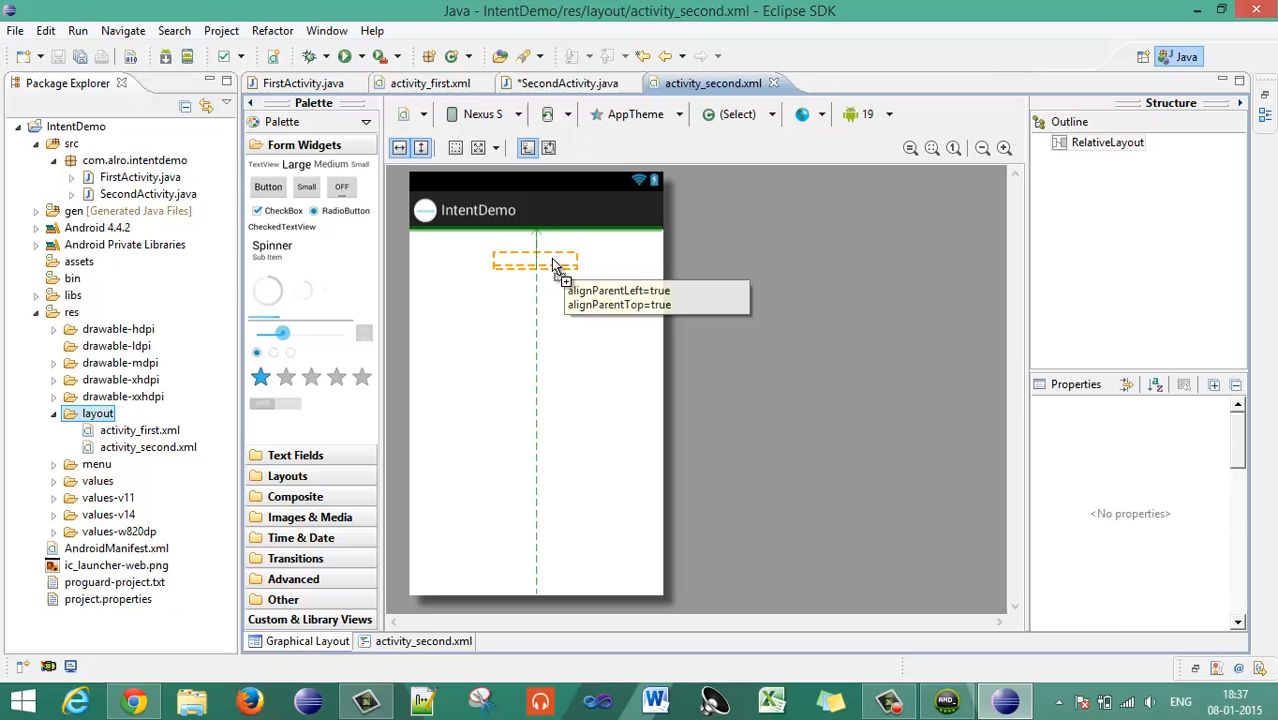 Java - IntentDemo/res/layout/activity_second.xml - Eclipse SDK
File Edit Run Navigate Search Project Refactor Window Help
Java
Package Explorer
FirstActivity.java
activity_first.xml
*SecondActivity.java
activity_second.xml
IntentDemo
src
com.alro.intentdemo
FirstActivity.java
SecondActivity.java
gen [Generated Java Files]
Android 4.4.2
Android Private Libraries
assets
bin
libs
res
drawable-hdpi
drawable-ldpi
drawable-mdpi
drawable-xhdpi
drawable-xxhdpi
layout
activity_first.xml
activity_second.xml
menu
values
values-v11
values-v14
values-w820dp
AndroidManifest.xml
ic_launcher-web.png
proguard-project.txt
project.properties
Palette
Palette
Form Widgets
TextView Large Medium Small
Button Small OFF
CheckBox RadioButton
CheckedTextView
Spinner
Sub Item
OFF
Text Fields
Layouts
Composite
Images & Media
Time & Date
Transitions
Advanced
Other
Custom & Library Views
Nexus S
AppTheme
(Select)
19
IntentDemo
alignParentLeft=true
alignParentTop=true
Graphical Layout
activity_second.xml
Structure
Outline
RelativeLayout
Properties
<No properties>
ENG
18:37
08-01-2015